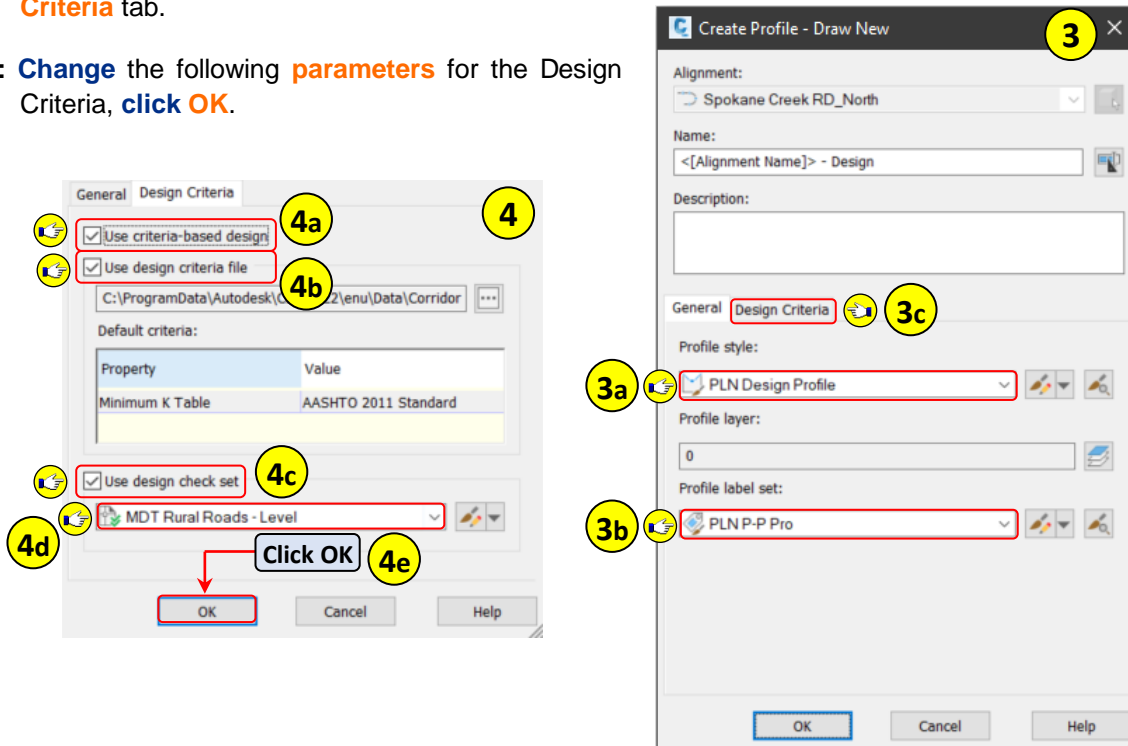 Criteria tab.
: Change the following parameters for the Design
Criteria, click OK.
General Design Criteria
4
Use criteria-based design
4a
Use design criteria file
4b
C:\ProgramData\Autodesk\C 2\enu\Data\Corridor ...
Default criteria:
Property Value
Minimum K Table AASHTO 2011 Standard
Use design check set
4c
MDT Rural Roads - Level
4d
Click OK
4e
OK Cancel Help
Create Profile - Draw New
3
Alignment:
Spokane Creek RD_North
Name:
<[Alignment Name]> - Design
Description:
General Design Criteria
3c
Profile style:
3a
PLN Design Profile
Profile layer:
0
Profile label set:
3b
PLN P-P Pro
OK Cancel Help